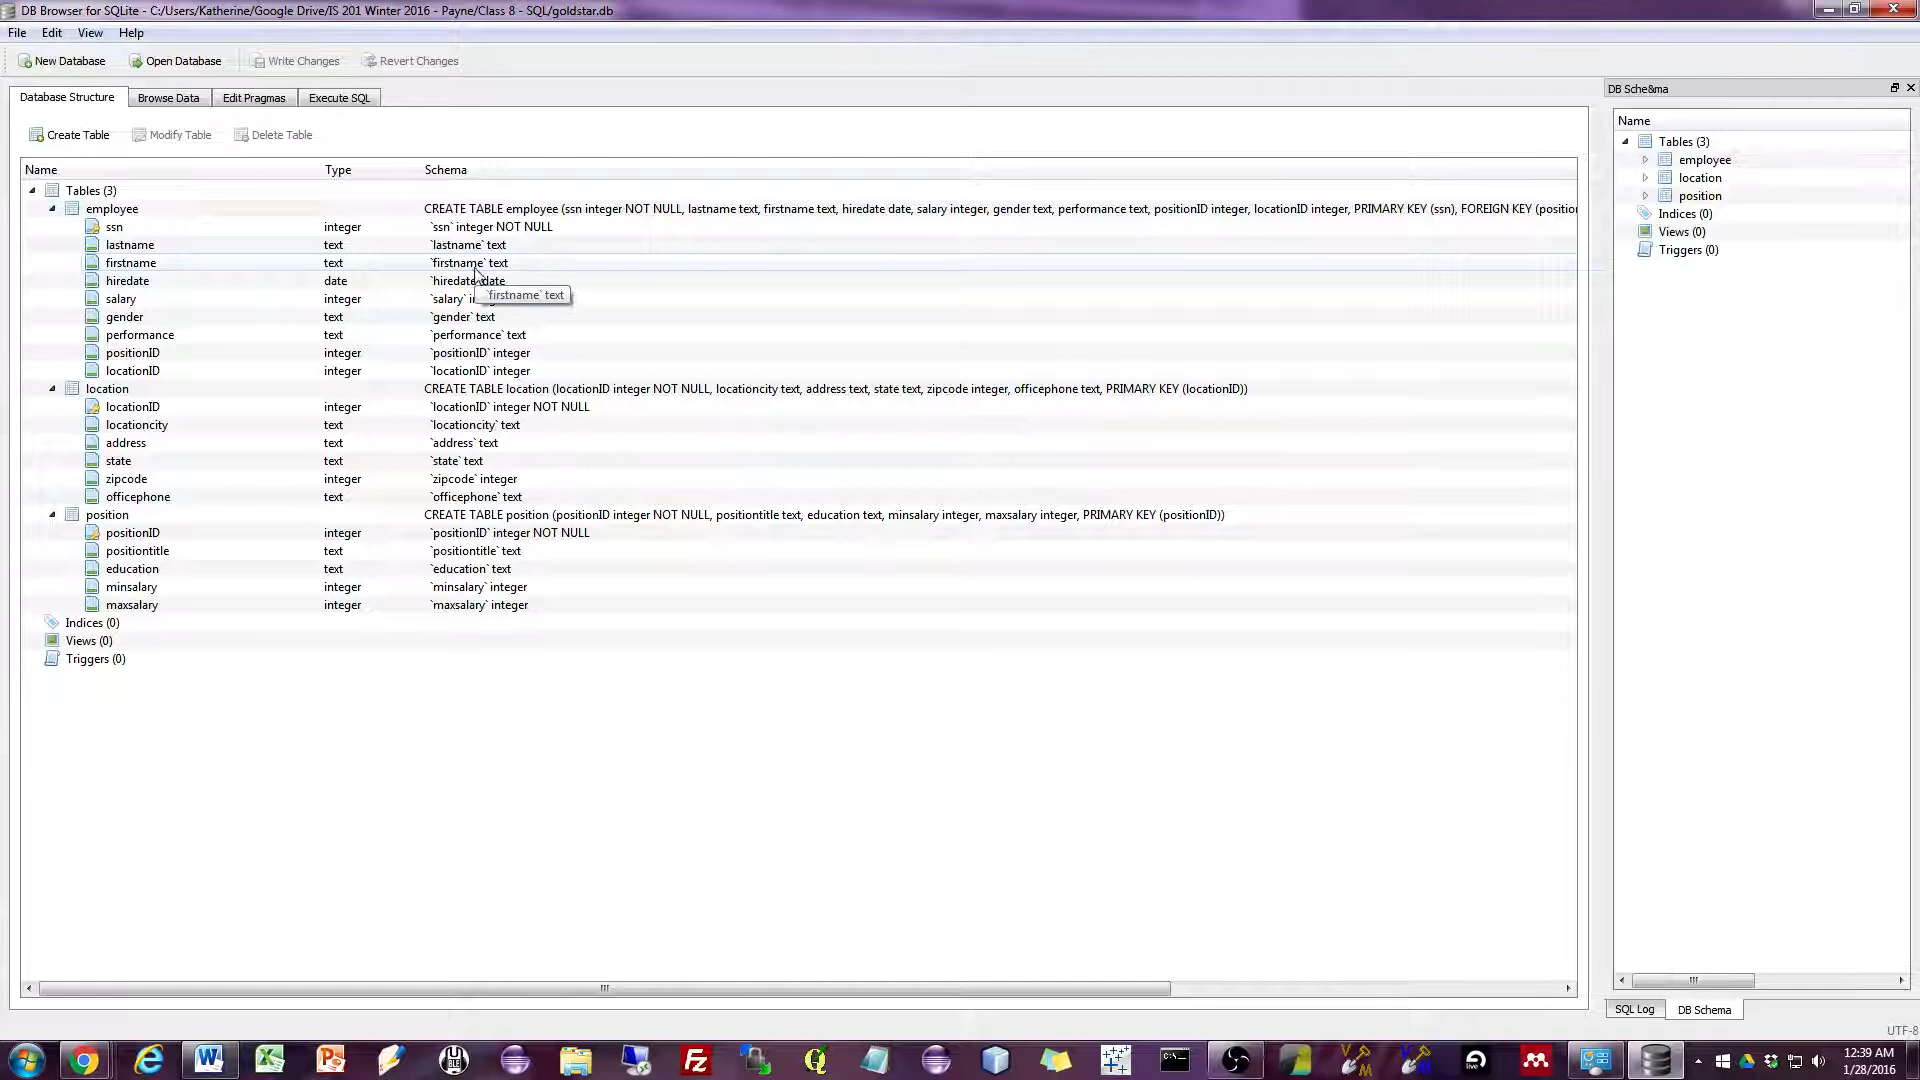 DB Browser for SQLite - C:/Users/Katherine/Google Drive/IS 201 Winter 2016 - Payne/Class 8 - SQL/goldstar.db
File Edit View Help
New Database Open Database Write Changes Revert Changes
Database Structure Browse Data Edit Pragmas Execute SQL
Create Table Modify Table Delete Table
Name Type Schema
Tables (3)
employee CREATE TABLE employee (ssn integer NOT NULL, lastname text, firstname text, hiredate date, salary integer, gender text, performance text, positionID integer, locationID integer, PRIMARY KEY (ssn), FOREIGN KEY (position
ssn integer `ssn` integer NOT NULL
lastname text `lastname` text
firstname text `firstname` text
hiredate date `hiredate` date
salary integer `salary`
`firstname` text
gender text `gender` text
performance text `performance` text
positionID integer `positionID` integer
locationID integer `locationID` integer
location CREATE TABLE location (locationID integer NOT NULL, locationcity text, address text, state text, zipcode integer, officephone text, PRIMARY KEY (locationID))
locationID integer `locationID` integer NOT NULL
locationcity text `locationcity` text
address text `address` text
state text `state` text
zipcode integer `zipcode` integer
officephone text `officephone` text
position CREATE TABLE position (positionID integer NOT NULL, positiontitle text, education text, minsalary integer, maxsalary integer, PRIMARY KEY (positionID))
positionID integer `positionID` integer NOT NULL
positiontitle text `positiontitle` text
education text `education` text
minsalary integer `minsalary` integer
maxsalary integer `maxsalary` integer
Indices (0)
Views (0)
Triggers (0)
DB Sche&ma
Name
Tables (3)
employee
location
position
Indices (0)
Views (0)
Triggers (0)
SQL Log DB Schema
UTF-8
12:39 AM
1/28/2016